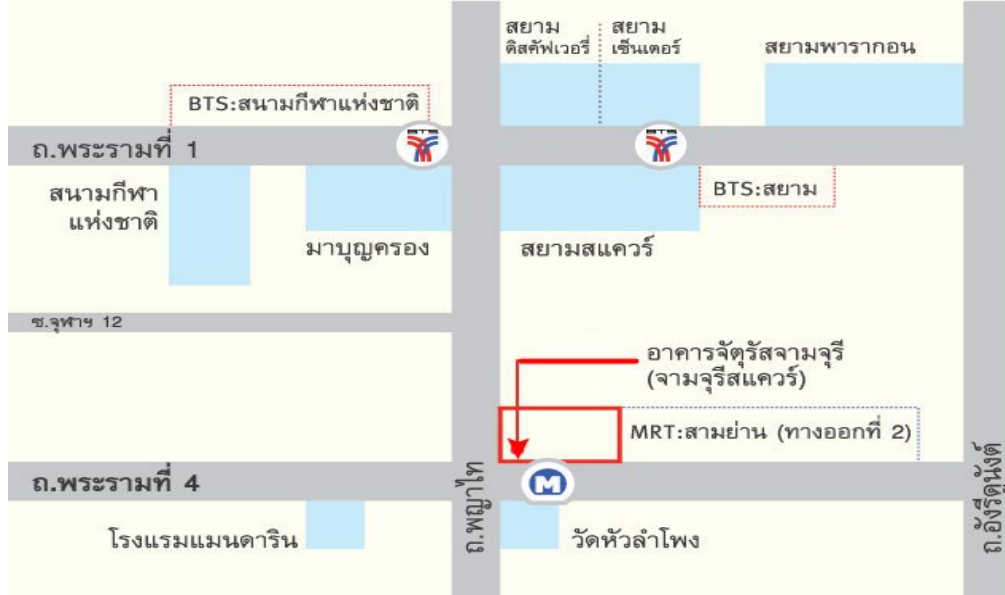 สยาม
ดิสคัฟเวอรี่
สยาม
เซ็นเตอร์
สยามพารากอน
BTS:สนามกีฬาแห่งชาติ
BTS
BTS
ถ.พระรามที่ 1
สนามกีฬา
แห่งชาติ
มาบุญครอง
สยามสแควร์
BTS:สยาม
ซ.จุฬาฯ 12
อาคารจัตุรัสจามจุรี
(จามจุรีสแควร์)
MRT:สามย่าน (ทางออกที่ 2)
ถ.พระรามที่ 4
M
ถ.พญาไท
ถ.อังรีดูนังต์
โรงแรมแมนดาริน
วัดหัวลำโพง